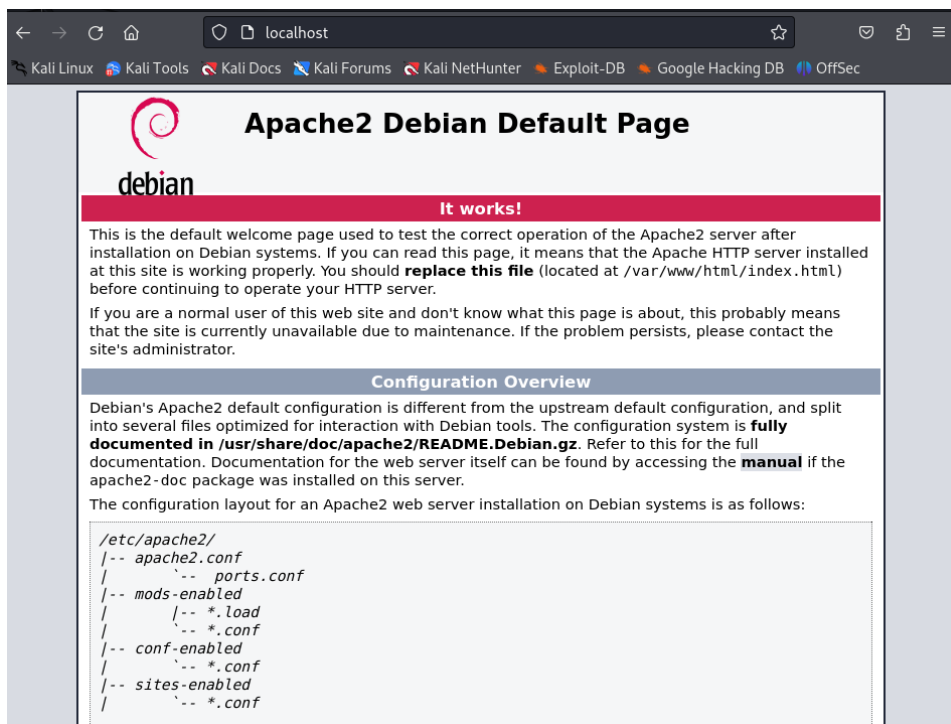 localhost
Kali Linux Kali Tools Kali Docs Kali Forums Kali NetHunter Exploit-DB Google Hacking DB OffSec
debian
Apache2 Debian Default Page
It works!
This is the default welcome page used to test the correct operation of the Apache2 server after
installation on Debian systems. If you can read this page, it means that the Apache HTTP server installed
at this site is working properly. You should replace this file (located at /var/www/html/index.html)
before continuing to operate your HTTP server.
If you are a normal user of this web site and don't know what this page is about, this probably means
that the site is currently unavailable due to maintenance. If the problem persists, please contact the
site's administrator.
Configuration Overview
Debian's Apache2 default configuration is different from the upstream default configuration, and split
into several files optimized for interaction with Debian tools. The configuration system is fully
documented in /usr/share/doc/apache2/README.Debian.gz. Refer to this for the full
documentation. Documentation for the web server itself can be found by accessing the manual if the
apache2-doc package was installed on this server.
The configuration layout for an Apache2 web server installation on Debian systems is as follows:
/etc/apache2/
|-- apache2.conf
|       `--  ports.conf
|-- mods-enabled
|       |-- *.load
|       `-- *.conf
|-- conf-enabled
|       `-- *.conf
|-- sites-enabled
|       `-- *.conf